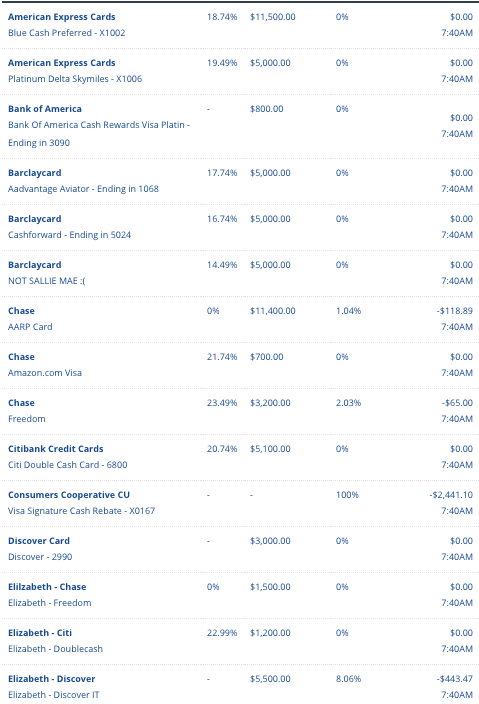 American Express Cards 18.74% $11,500.00 0% $0.00
Blue Cash Preferred - X1002 7:40AM
American Express Cards 19.49% $5,000.00 0% $0.00
Platinum Delta Skymiles - X1006 7:40AM
Bank of America - $800.00 0% $0.00
Bank Of America Cash Rewards Visa Platin - 7:40AM
Ending in 3090
Barclaycard 17.74% $5,000.00 0% $0.00
Aadvantage Aviator - Ending in 1068 7:40AM
Barclaycard 16.74% $5,000.00 0% $0.00
Cashforward - Ending in 5024 7:40AM
Barclaycard 14.49% $5,000.00 0% $0.00
NOT SALLIE MAE :( 7:40AM
Chase 0% $11,400.00 1.04% -$118.89
AARP Card 7:40AM
Chase 21.74% $700.00 0% $0.00
Amazon.com Visa 7:40AM
Chase 23.49% $3,200.00 2.03% -$65.00
Freedom 7:40AM
Citibank Credit Cards 20.74% $5,100.00 0% $0.00
Citi Double Cash Card - 6800 7:40AM
Consumers Cooperative CU - - 100% -$2,441.10
Visa Signature Cash Rebate - X0167 7:40AM
Discover Card - $3,000.00 0% $0.00
Discover - 2990 7:40AM
Elilzabeth - Chase 0% $1,500.00 0% $0.00
Elizabeth - Freedom 7:40AM
Elizabeth - Citi 22.99% $1,200.00 0% $0.00
Elizabeth - Doublecash 7:40AM
Elizabeth - Discover - $5,500.00 8.06% -$443.47
Elizabeth - Discover IT 7:40AM